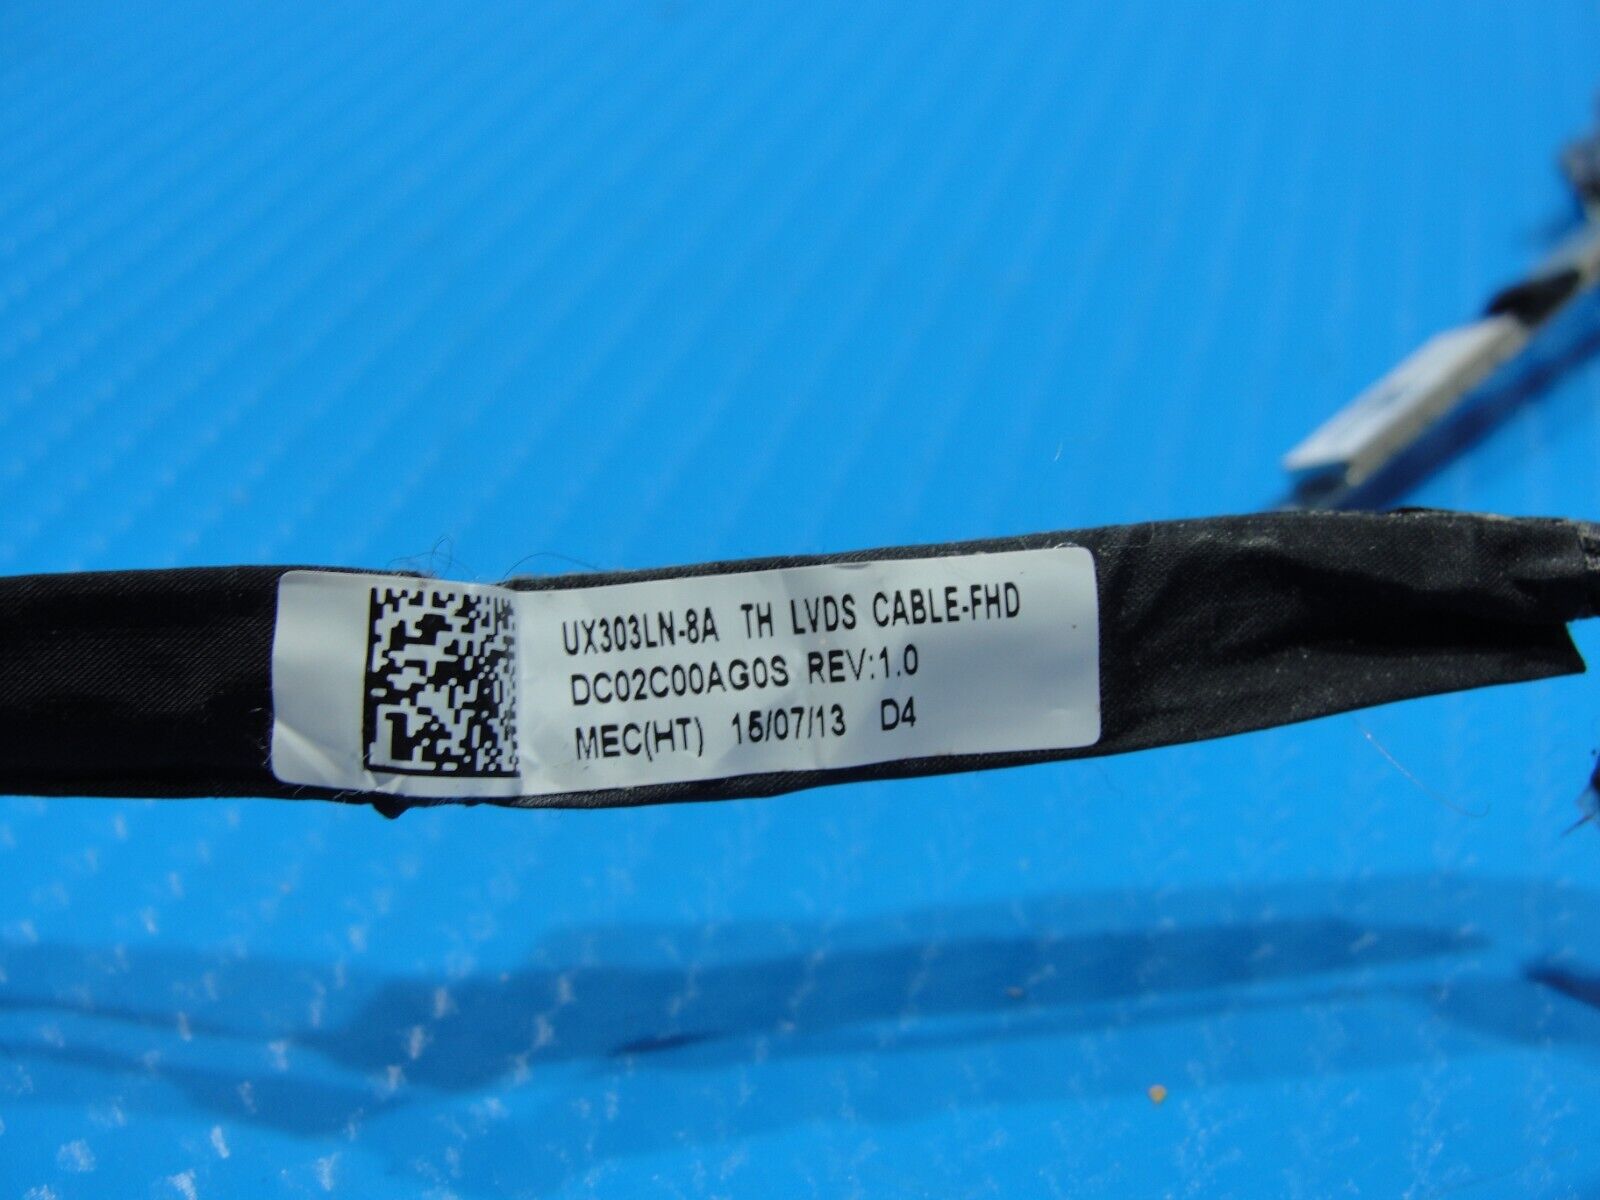 UX303LN-8A TH LVDS CABLE-FHD
DC02C00AG0S REV:1.0
MEC(HT) 15/07/13 D4